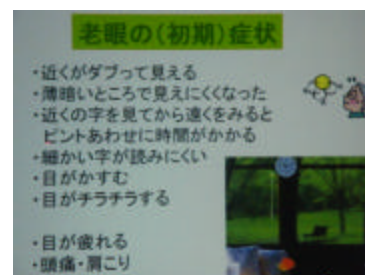 老眼の(初期)症状
・近くがダブって見える
・薄暗いところで見えにくくなった
・近くの字を見てから遠くをみると
ピントあわせに時間がかかる
・細かい字が読みにくい
・目がかすむ
・目がチラチラする
・目が疲れる
・頭痛・肩こり